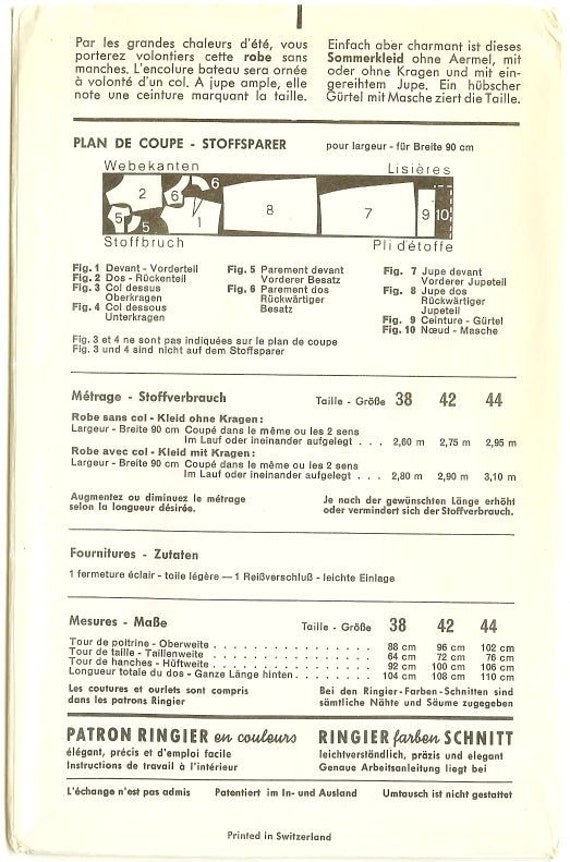 Par les grandes chaleurs d'été, vous
porterez volontiers cette robe sans
manches. L'encolure bateau sera ornée
à volonté d'un col. A jupe ample, elle
note une ceinture marquant la taille.
Einfach aber charmant ist dieses
Sommerkleid ohne Aermel, mit
oder ohne Kragen und mit ein-
gereihtem Jupe. Ein hübscher
Gürtel mit Masche ziert die Taille.
PLAN DE COUPE - STOFFSPARER pour largeur - für Breite 90 cm
Webekanten Lisières
2 6 6 5 5 1 8 7 9 10
Stoffbruch Pli d'étoffe
Fig. 1 Devant - Vorderteil
Fig. 2 Dos - Rückenteil
Fig. 3 Col dessus
Oberkragen
Fig. 4 Col dessous
Unterkragen
Fig. 5 Parement devant
Vorderer Besatz
Fig. 6 Parement dos
Rückwärtiger
Besatz
Fig. 7 Jupe devant
Vorderer Jupeteil
Fig. 8 Jupe dos
Rückwärtiger
Jupeteil
Fig. 9 Ceinture - Gürtel
Fig. 10 Nœud - Masche
Fig. 3 et 4 ne sont pas indiquées sur le plan de coupe
Fig. 3 und 4 sind nicht auf dem Stoffsparer
Métrage - Stoffverbrauch Taille - Größe 38 42 44
Robe sans col - Kleid ohne Kragen:
Largeur - Breite 90 cm Coupé dans le même ou les 2 sens
Im Lauf oder ineinander aufgelegt . . . 2,60 m 2,75 m 2,95 m
Robe avec col - Kleid mit Kragen:
Largeur - Breite 90 cm Coupé dans le même ou les 2 sens
Im Lauf oder ineinander aufgelegt . . . 2,80 m 2,90 m 3,10 m
Augmentez ou diminuez le métrage
selon la longueur désirée.
Je nach der gewünschten Länge erhöht
oder vermindert sich der Stoffverbrauch.
Fournitures - Zutaten
1 fermeture éclair - toile légère — 1 Reißverschluß - leichte Einlage
Mesures - Maße Taille - Größe 38 42 44
Tour de poitrine - Oberweite . . . . . . . . . . . . . . . . 88 cm 96 cm 102 cm
Tour de taille - Taillenweite . . . . . . . . . . . . . . . . 64 cm 72 cm 76 cm
Tour de hanches - Hüftweite . . . . . . . . . . . . . . . . 92 cm 100 cm 106 cm
Longueur totale du dos - Ganze Länge hinten . . . . . . . . 104 cm 108 cm 110 cm
Les coutures et ourlets sont compris
dans les patrons Ringier
Bei den Ringier-Farben-Schnitten sind
sämtliche Nähte und Säume zugegeben
PATRON RINGIER en couleurs
élégant, précis et d'emploi facile
Instructions de travail à l'intérieur
RINGIER farben SCHNITT
leichtverständlich, präzis und elegant
Genaue Arbeitsanleitung liegt bei
L'échange n'est pas admis Patentiert im In- und Ausland Umtausch ist nicht gestattet
Printed in Switzerland